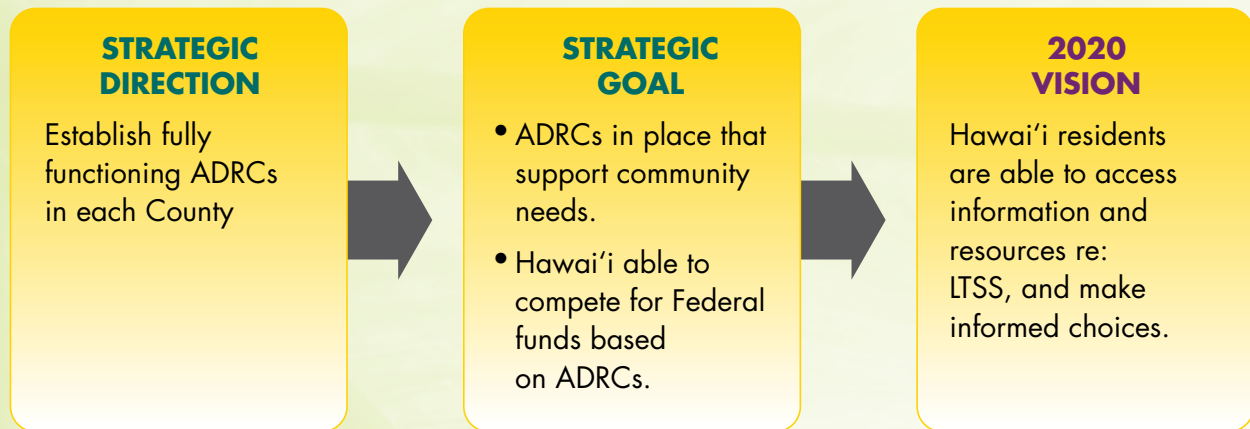 STRATEGIC
DIRECTION
Establish fully
functioning ADRCs
in each County
STRATEGIC
GOAL
• ADRCs in place that
support community
needs.
• Hawai‘i able to
compete for Federal
funds based
on ADRCs.
2020
VISION
Hawai‘i residents
are able to access
information and
resources re:
LTSS, and make
informed choices.